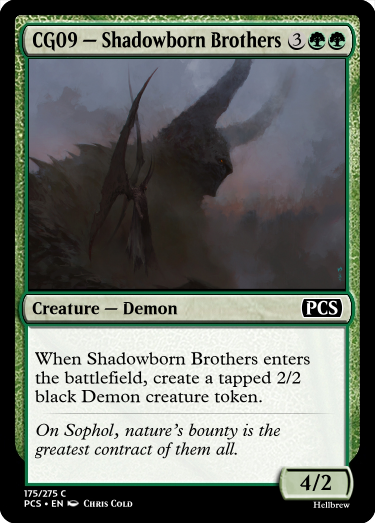 CG09 — Shadowborn Brothers 3
Creature — Demon PCS
When Shadowborn Brothers enters
the battlefield, create a tapped 2/2
black Demon creature token.
On Sophol, nature's bounty is the
greatest contract of them all.
4/2
175/275 C
PCS • EN Chris Cold
Hellbrew